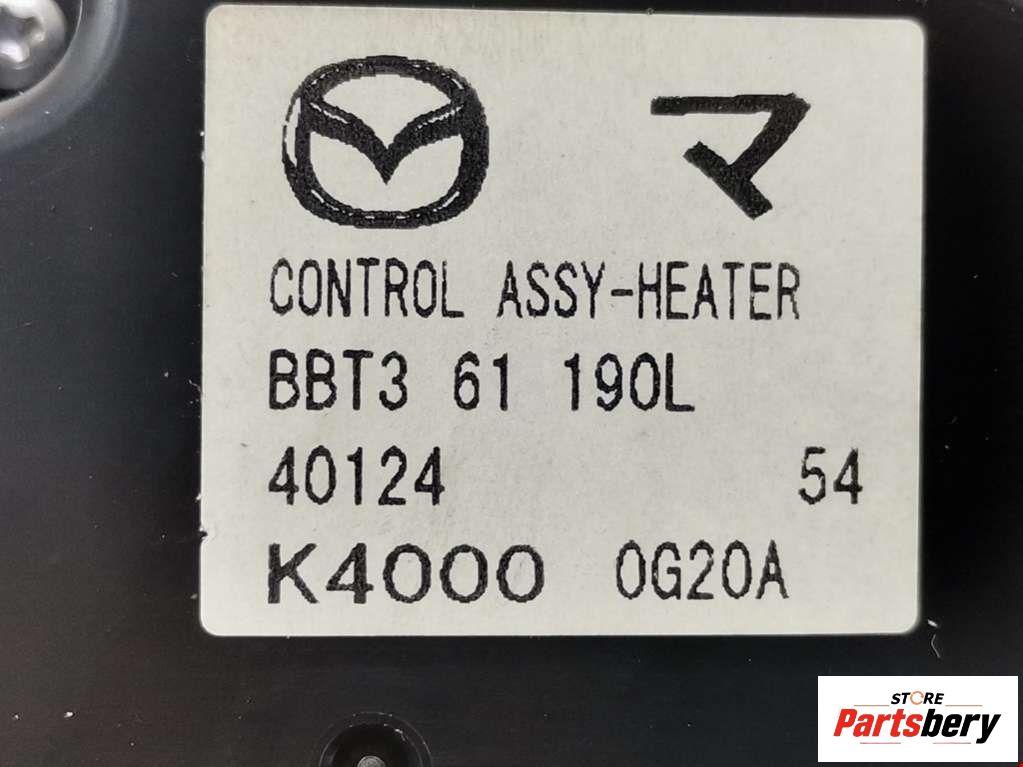 マ
CONTROL ASSY-HEATER
BBT3 61 190L
40124 54
K4000 0G20A
STORE
Partsbery